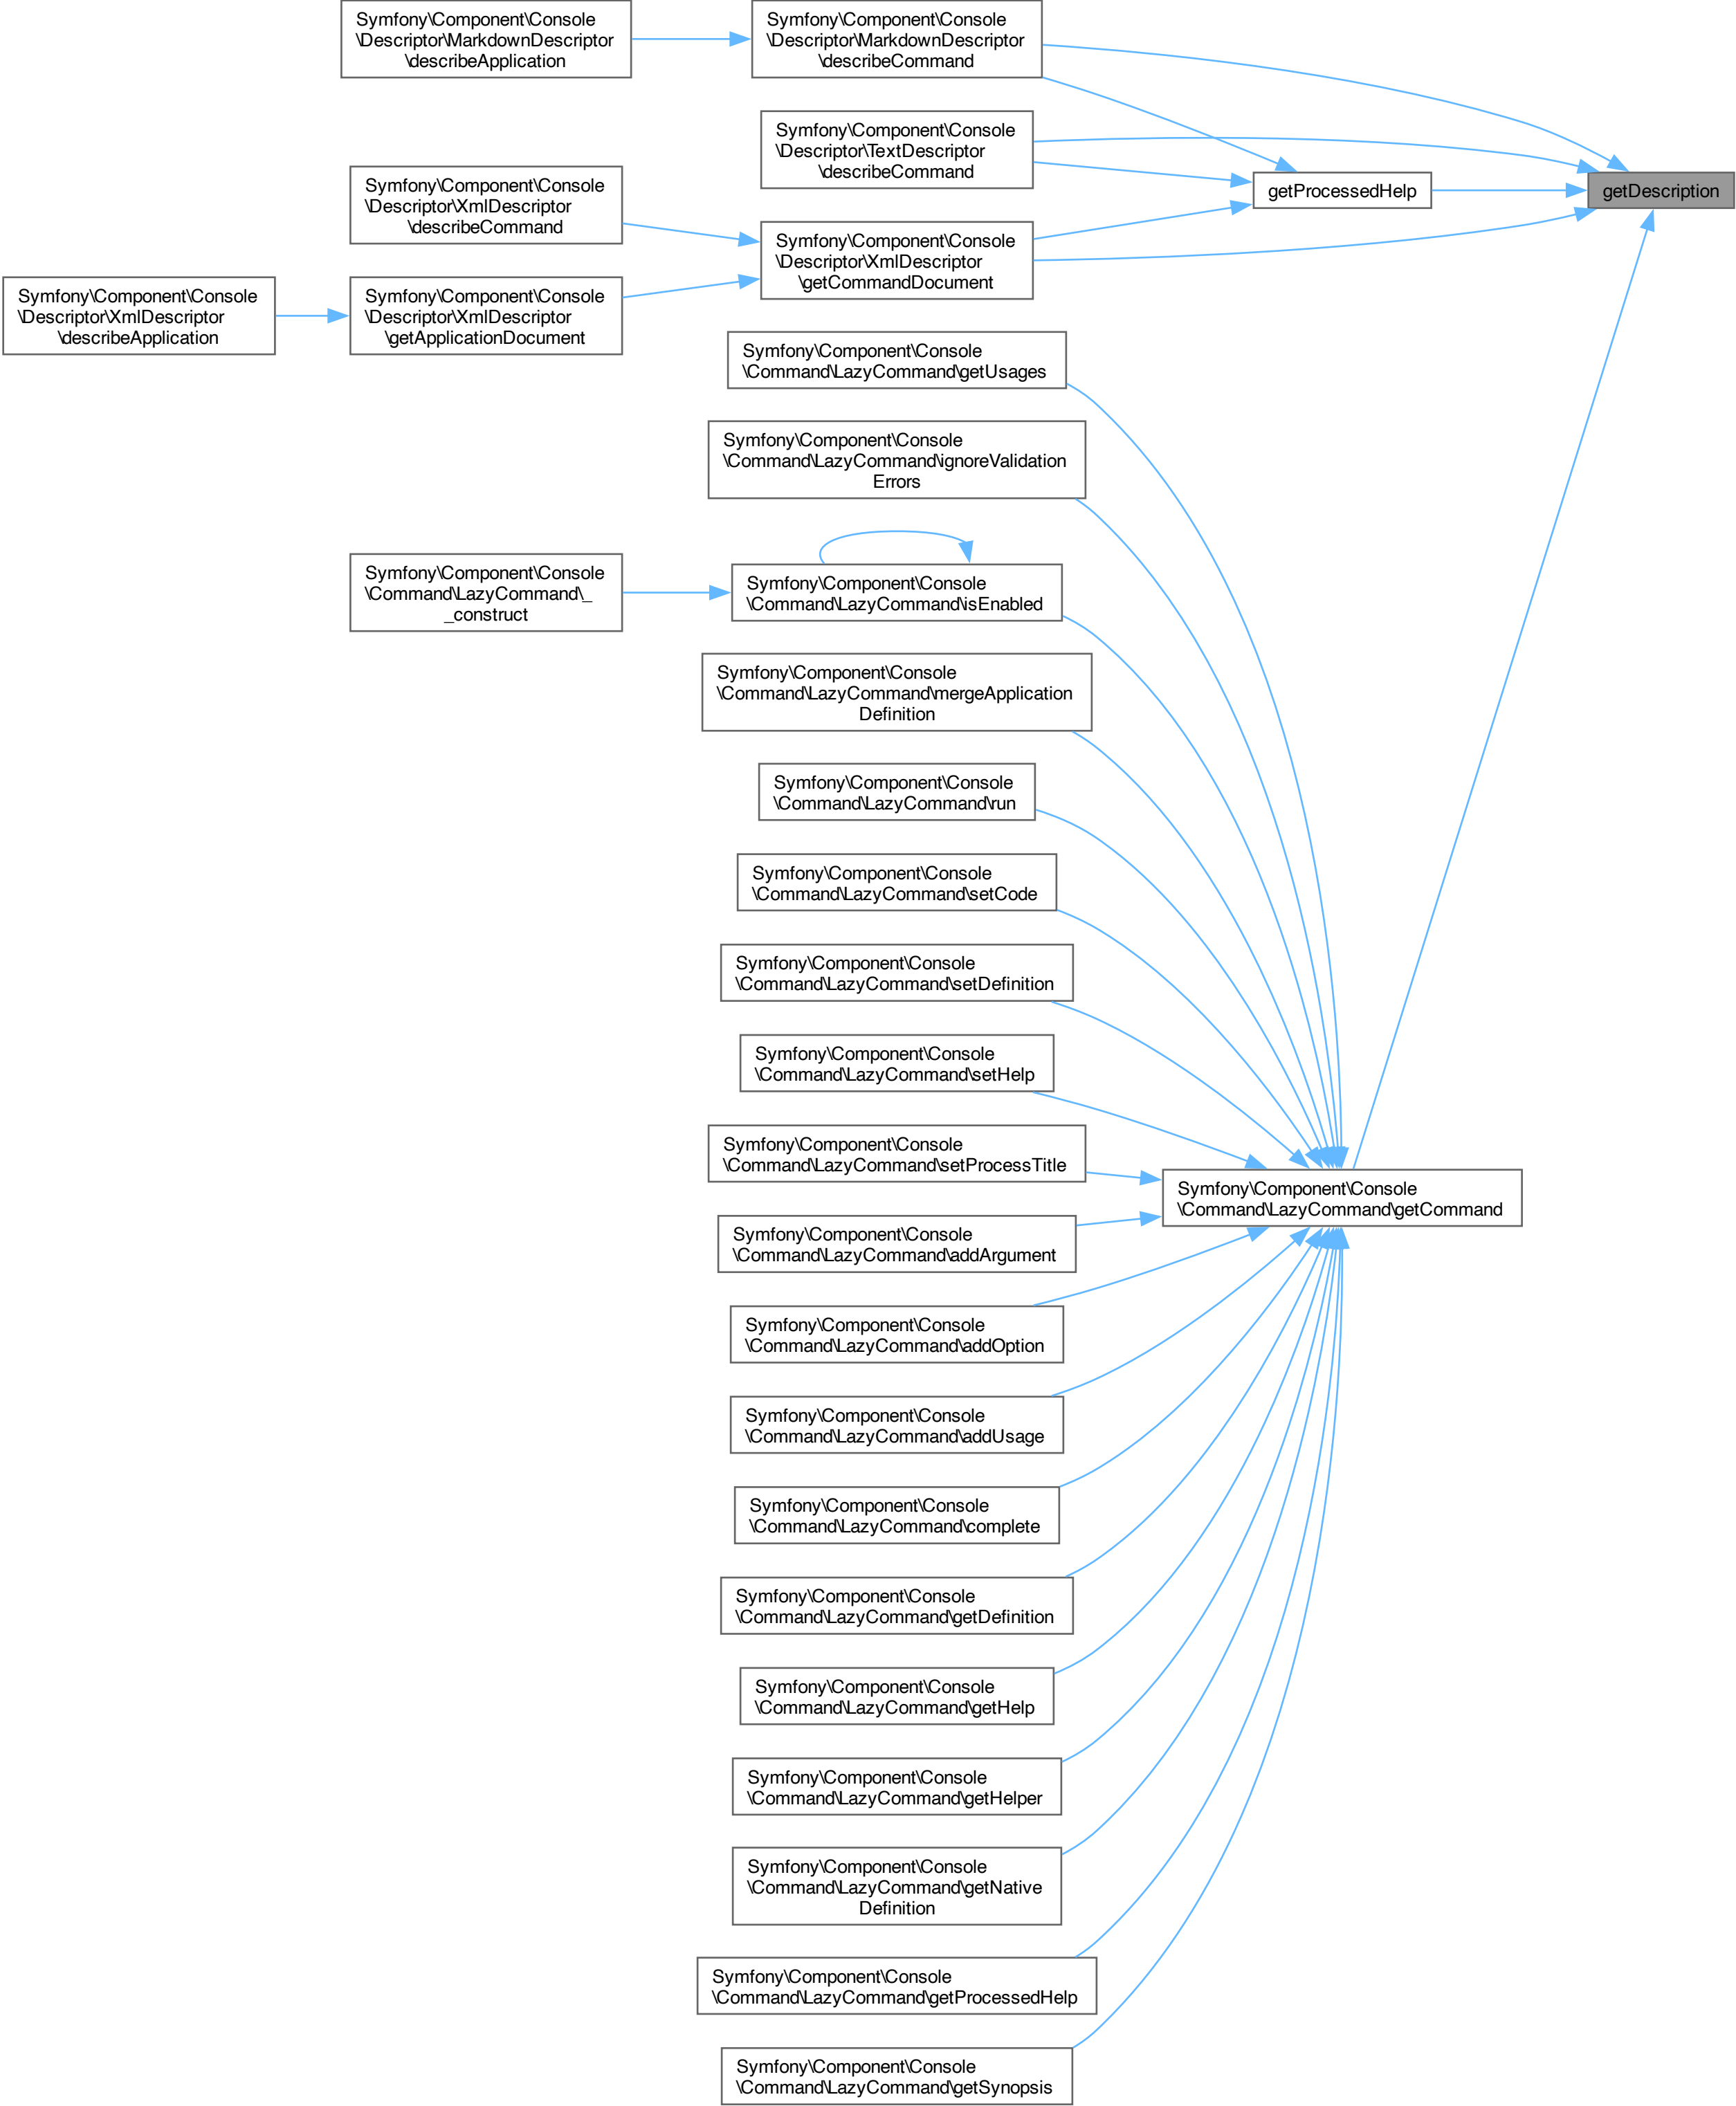 Symfony\Component\Console
\Descriptor\MarkdownDescriptor
\describeApplication
Symfony\Component\Console
\Descriptor\MarkdownDescriptor
\describeCommand
Symfony\Component\Console
\Descriptor\TextDescriptor
\describeCommand
Symfony\Component\Console
\Descriptor\XmlDescriptor
\describeCommand
getProcessedHelp
getDescription
Symfony\Component\Console
\Descriptor\XmlDescriptor
\getCommandDocument
Symfony\Component\Console
\Descriptor\XmlDescriptor
\describeApplication
Symfony\Component\Console
\Descriptor\XmlDescriptor
\getApplicationDocument
Symfony\Component\Console
\Command\LazyCommand\getUsages
Symfony\Component\Console
\Command\LazyCommand\ignoreValidation
Errors
Symfony\Component\Console
\Command\LazyCommand\_
_construct
Symfony\Component\Console
\Command\LazyCommand\isEnabled
Symfony\Component\Console
\Command\LazyCommand\mergeApplication
Definition
Symfony\Component\Console
\Command\LazyCommand\run
Symfony\Component\Console
\Command\LazyCommand\setCode
Symfony\Component\Console
\Command\LazyCommand\setDefinition
Symfony\Component\Console
\Command\LazyCommand\setHelp
Symfony\Component\Console
\Command\LazyCommand\setProcessTitle
Symfony\Component\Console
\Command\LazyCommand\getCommand
Symfony\Component\Console
\Command\LazyCommand\addArgument
Symfony\Component\Console
\Command\LazyCommand\addOption
Symfony\Component\Console
\Command\LazyCommand\addUsage
Symfony\Component\Console
\Command\LazyCommand\complete
Symfony\Component\Console
\Command\LazyCommand\getDefinition
Symfony\Component\Console
\Command\LazyCommand\getHelp
Symfony\Component\Console
\Command\LazyCommand\getHelper
Symfony\Component\Console
\Command\LazyCommand\getNative
Definition
Symfony\Component\Console
\Command\LazyCommand\getProcessedHelp
Symfony\Component\Console
\Command\LazyCommand\getSynopsis